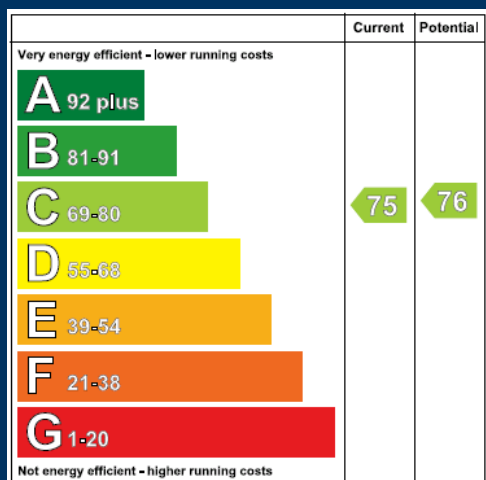 Current Potential
Very energy efficient - lower running costs
A 92 plus
B 81-91
C 69-80 75 76
D 55-68
E 39-54
F 21-38
G 1-20
Not energy efficient - higher running costs